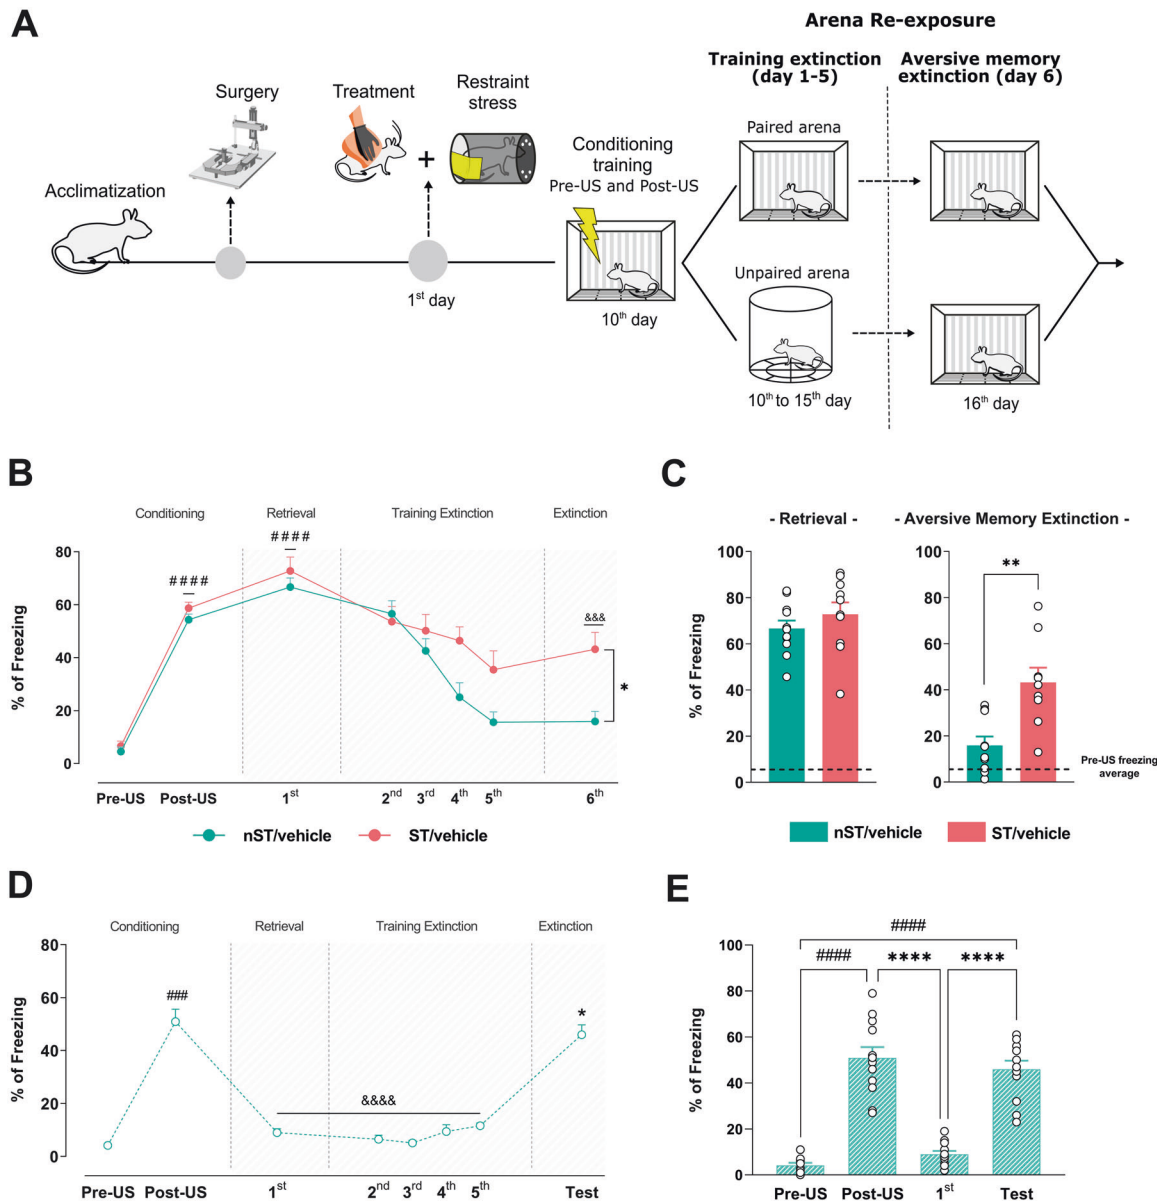 A
Arena Re-exposure
Training extinction
(day 1-5)
Aversive memory
extinction (day 6)
Surgery
Treatment
Restraint
stress
Acclimatization
Conditioning
training
Pre-US and Post-US
Paired arena
Unpaired arena
1st day
10th day
10th to 15th day
16th day
B
Conditioning
Retrieval
Training Extinction
Extinction
% of Freezing
80
60
40
20
0
####
####
&&&
*
Pre-US
Post-US
1st
2nd
3rd
4th
5th
6th
nST/vehicle
ST/vehicle
C
- Retrieval -
- Aversive Memory Extinction -
% of Freezing
100
80
60
40
20
0
100
80
60
40
20
0
**
Pre-US freezing
average
nST/vehicle
ST/vehicle
D
Conditioning
Retrieval
Training Extinction
Extinction
% of Freezing
80
60
40
20
0
###
&&&&
*
Pre-US
Post-US
1st
2nd
3rd
4th
5th
Test
E
% of Freezing
100
80
60
40
20
0
####
####
****
****
Pre-US
Post-US
1st
Test